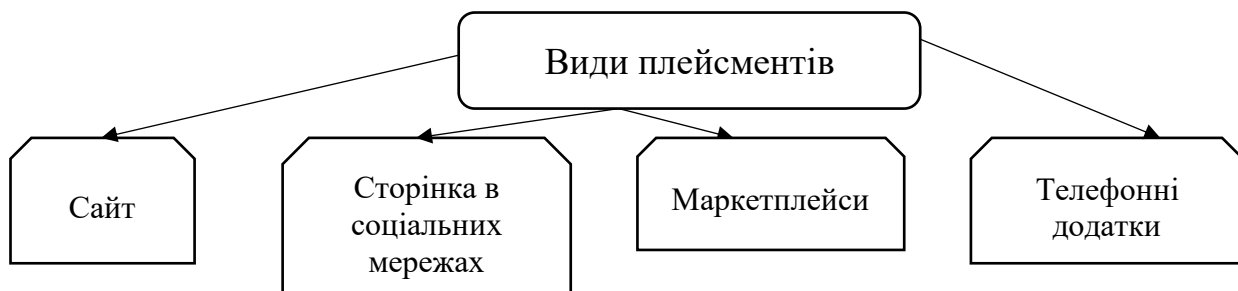 Види плейсментів
Сайт
Сторінка в
соціальних
мережах
Маркетплейси
Телефонні
додатки